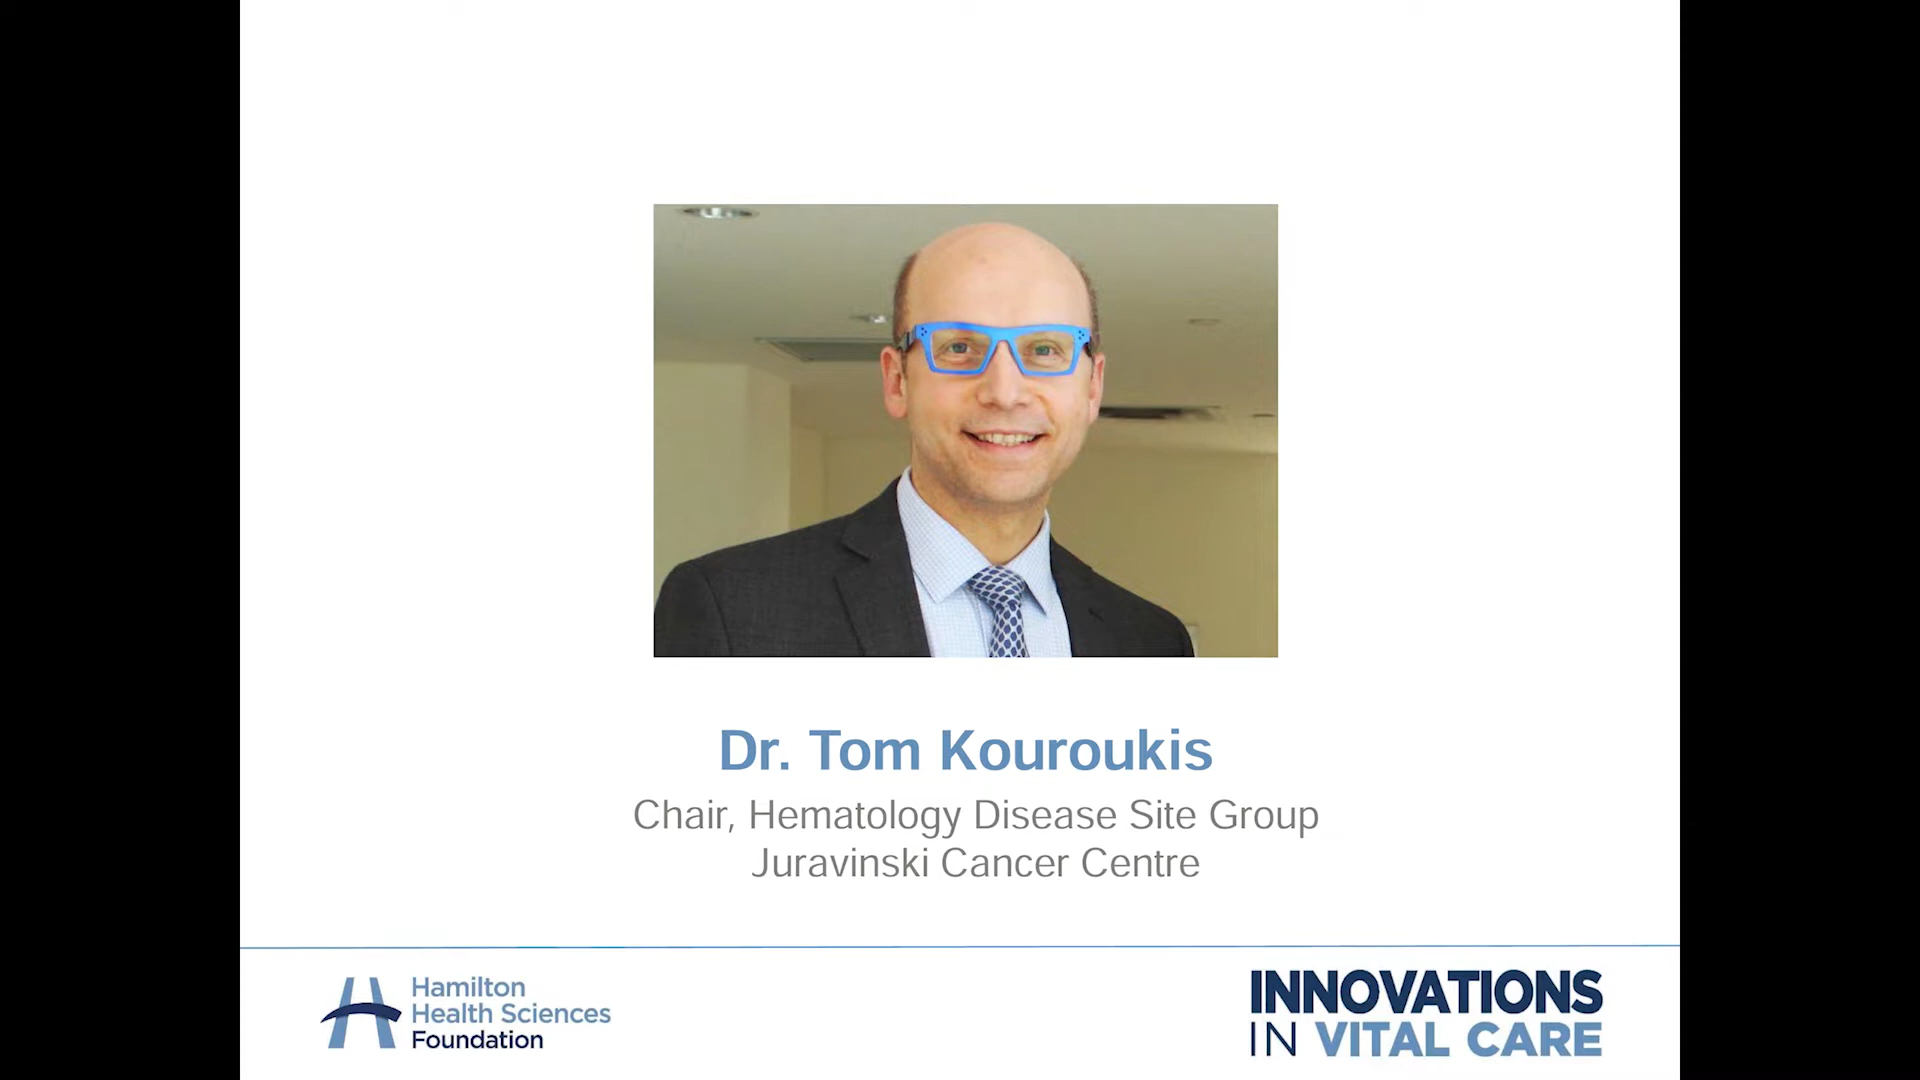 Dr. Tom Kouroukis
Chair, Hematology Disease Site Group
Juravinski Cancer Centre
Hamilton
Health Sciences
Foundation
INNOVATIONS
IN VITAL CARE